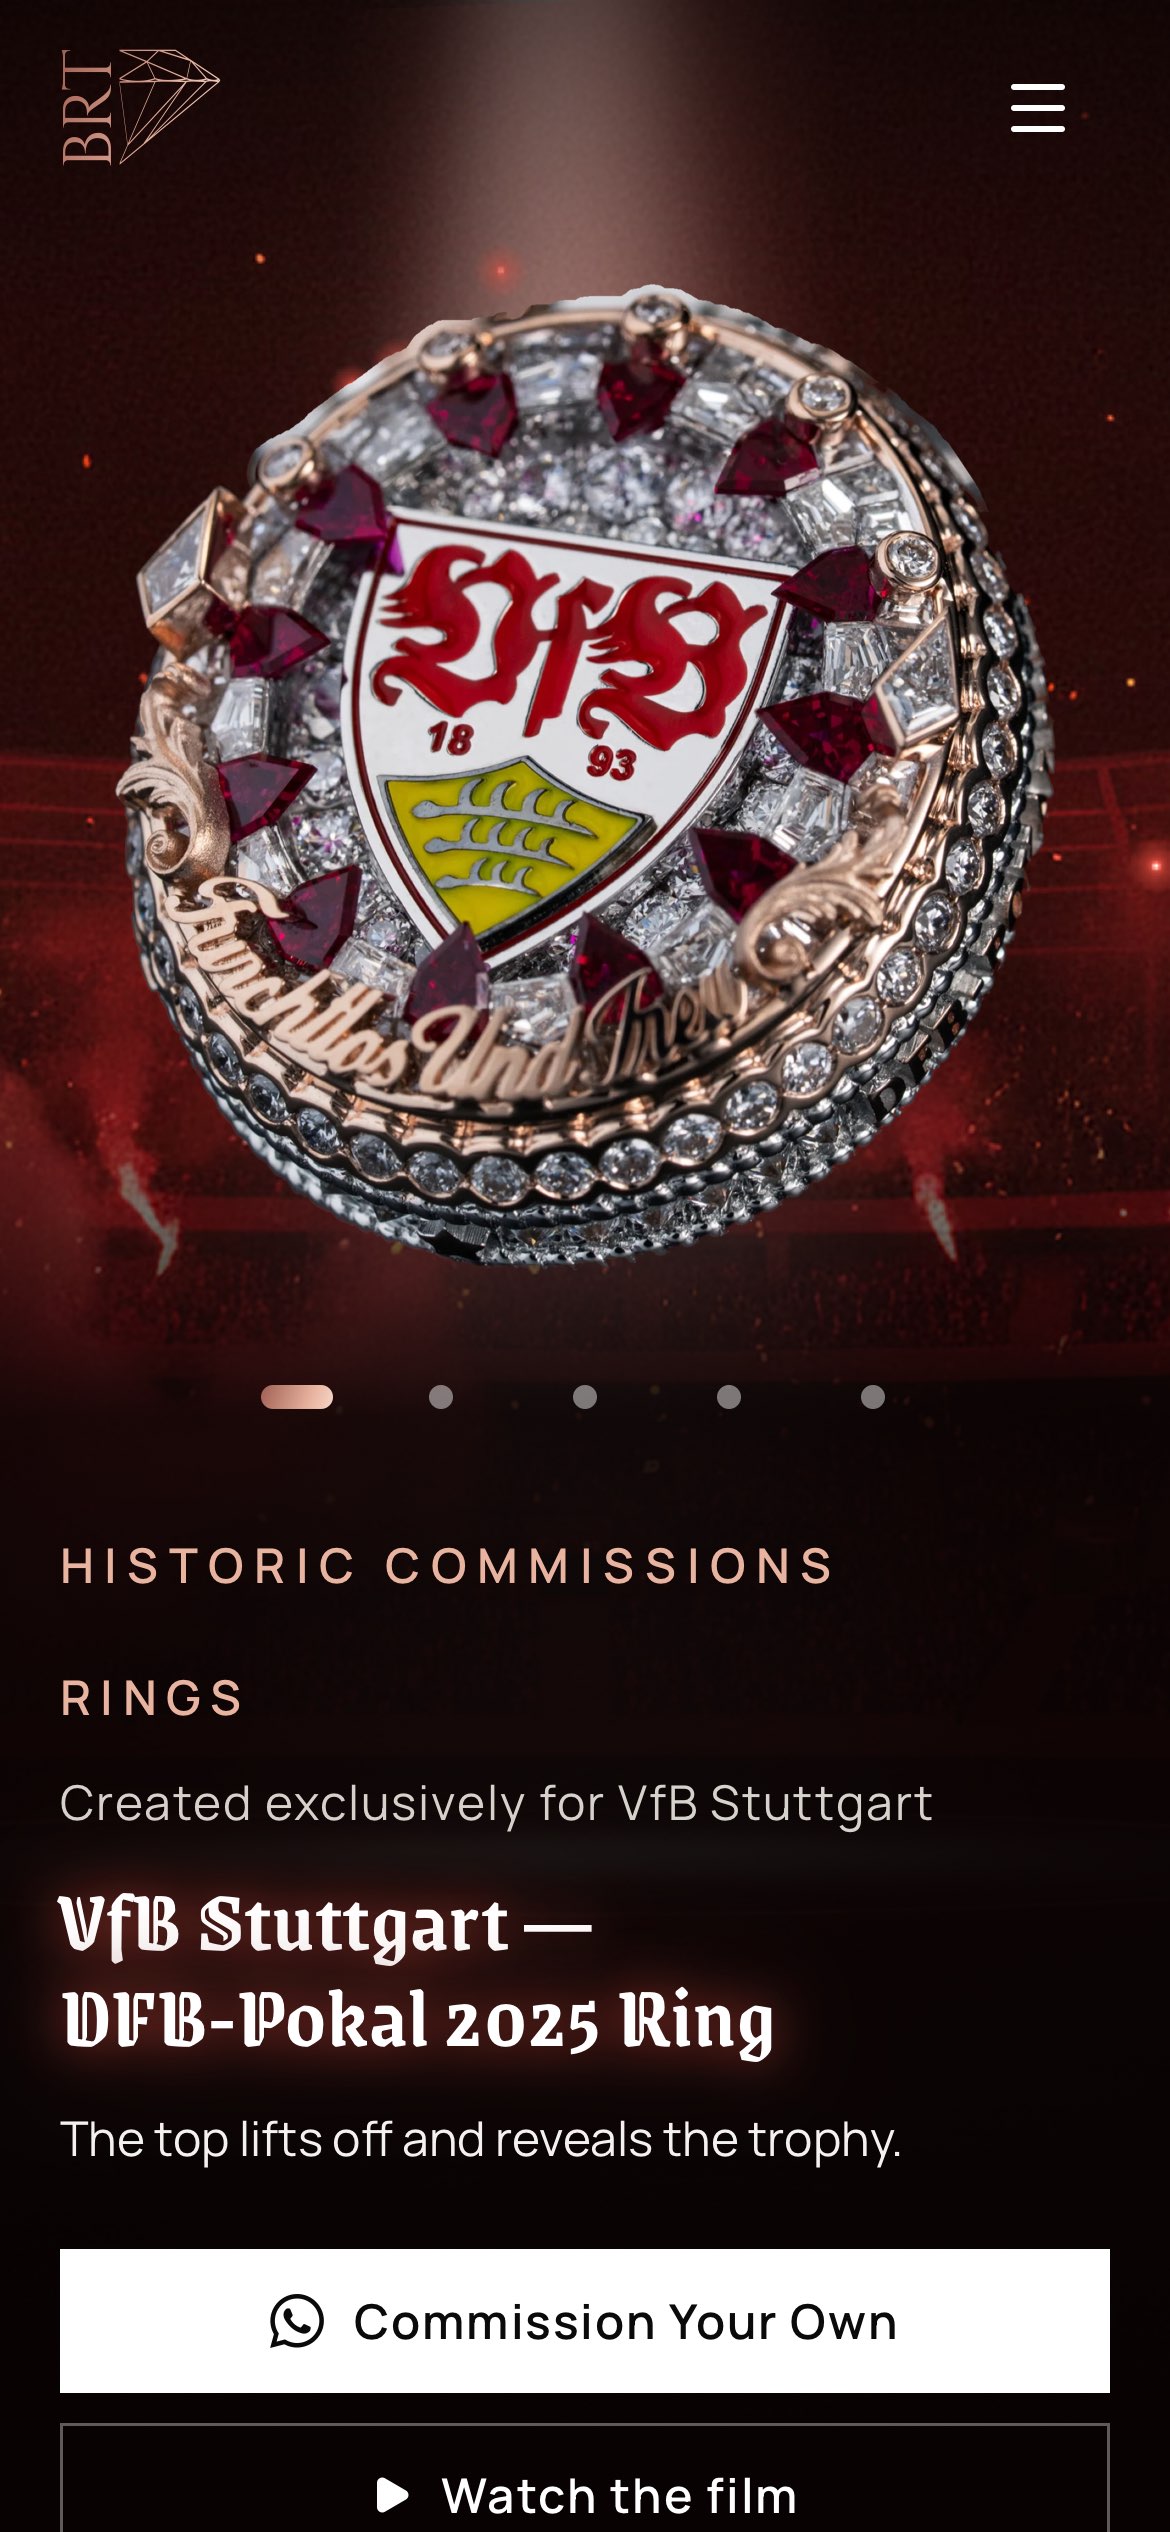 BRT
VfB
18 93
Furchtlos Und Treu
DFB
HISTORIC COMMISSIONS
RINGS
Created exclusively for VfB Stuttgart
VfB Stuttgart —
DFB-Pokal 2025 Ring
The top lifts off and reveals the trophy.
Commission Your Own
Watch the film